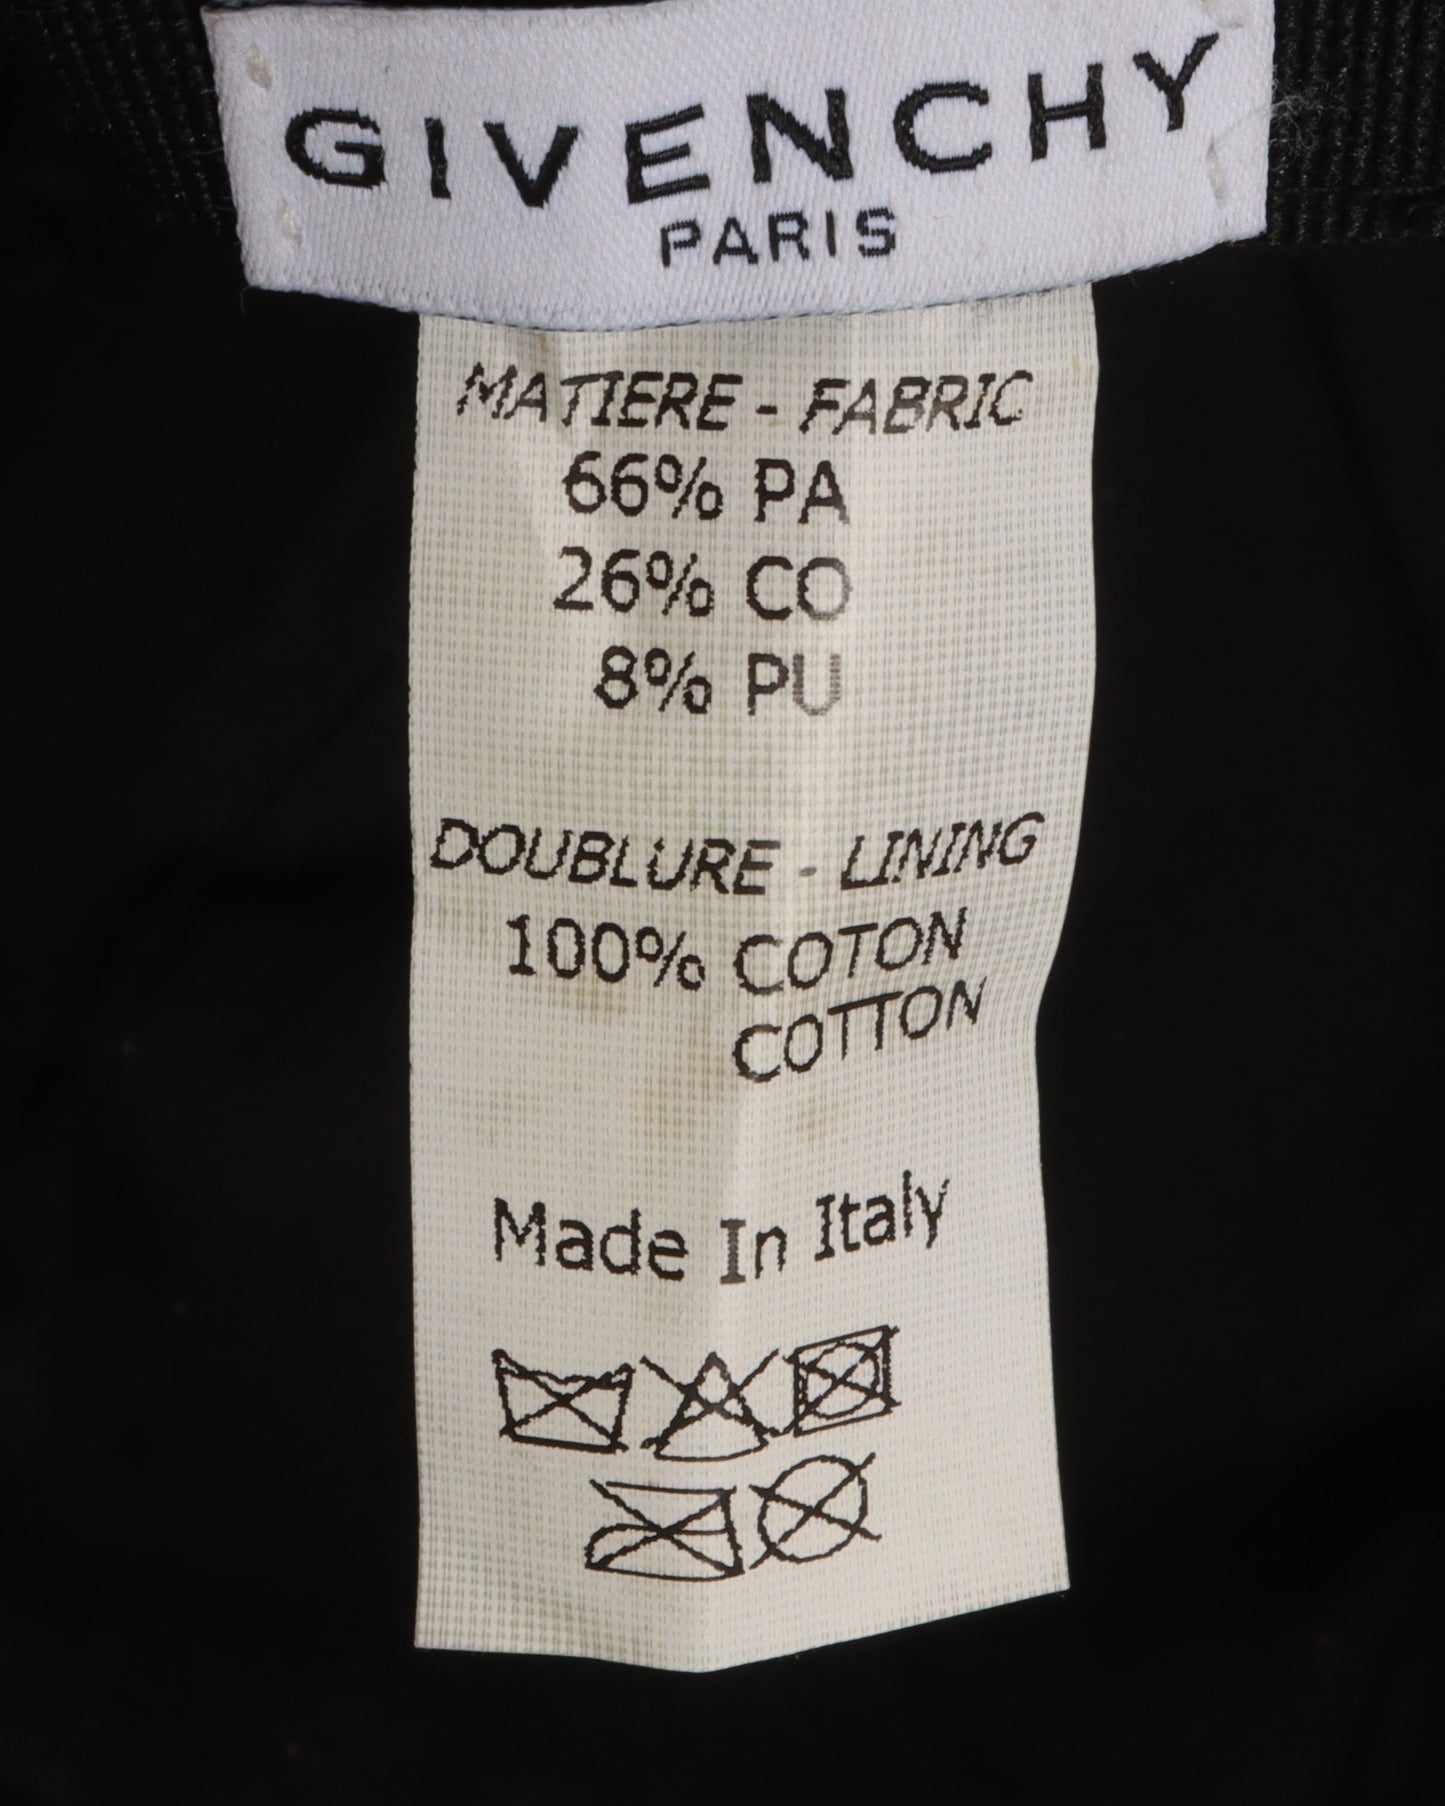 GIVENCHY
PARIS
MATIERE - FABRIC
66% PA
26% CO
8% PU
DOUBLURE - LINING
100% COTON
COTTON
Made In Italy